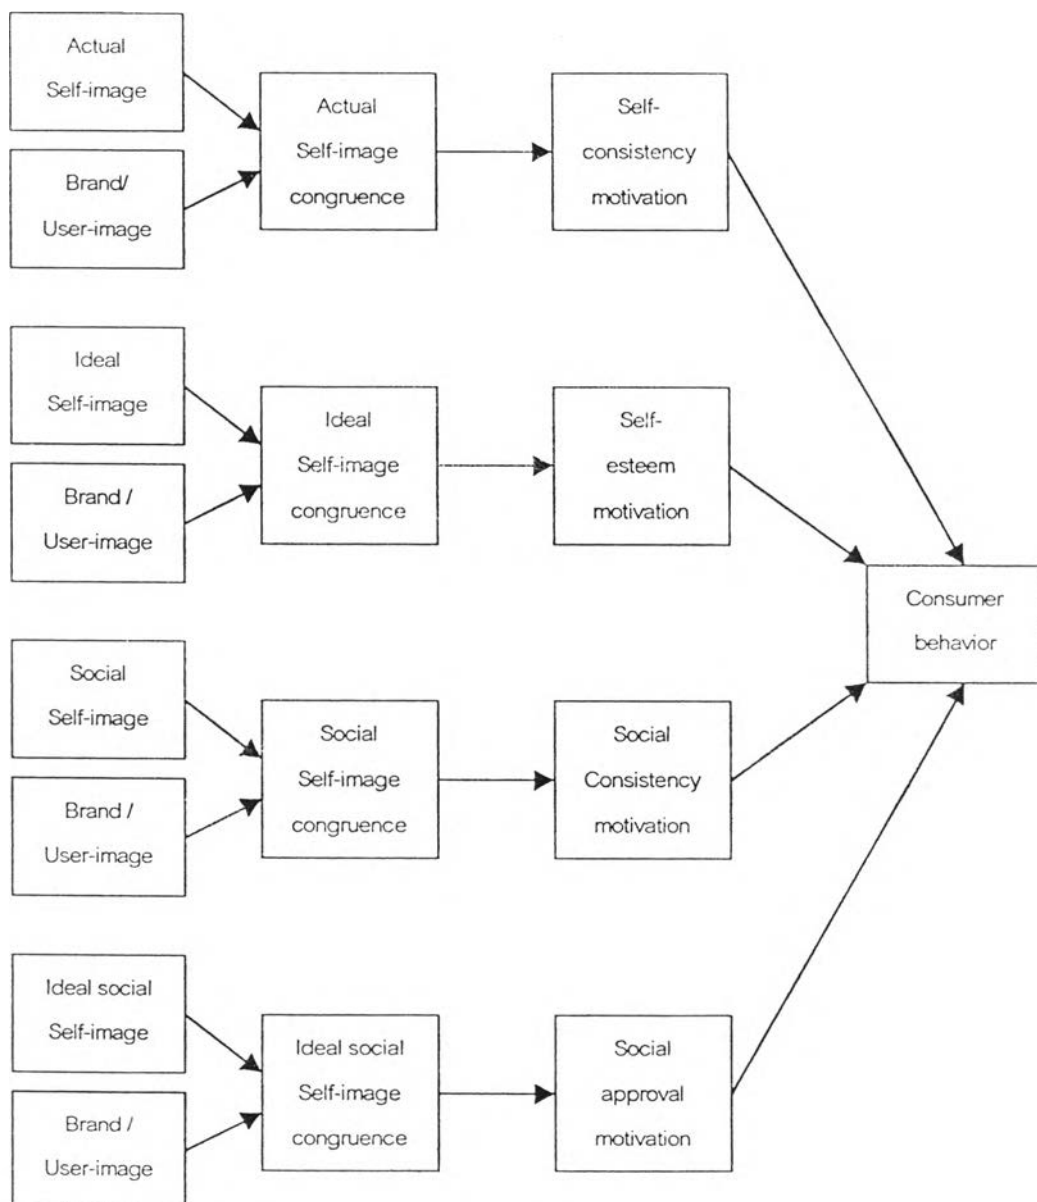 Actual
Self-image
Brand/
User-image
Actual
Self-image
congruence
Self-
consistency
motivation
Ideal
Self-image
Brand /
User-image
Ideal
Self-image
congruence
Self-
esteem
motivation
Consumer
behavior
Social
Self-image
Brand /
User-image
Social
Self-image
congruence
Social
Consistency
motivation
Ideal social
Self-image
Brand /
User-image
Ideal social
Self-image
congruence
Social
approval
motivation